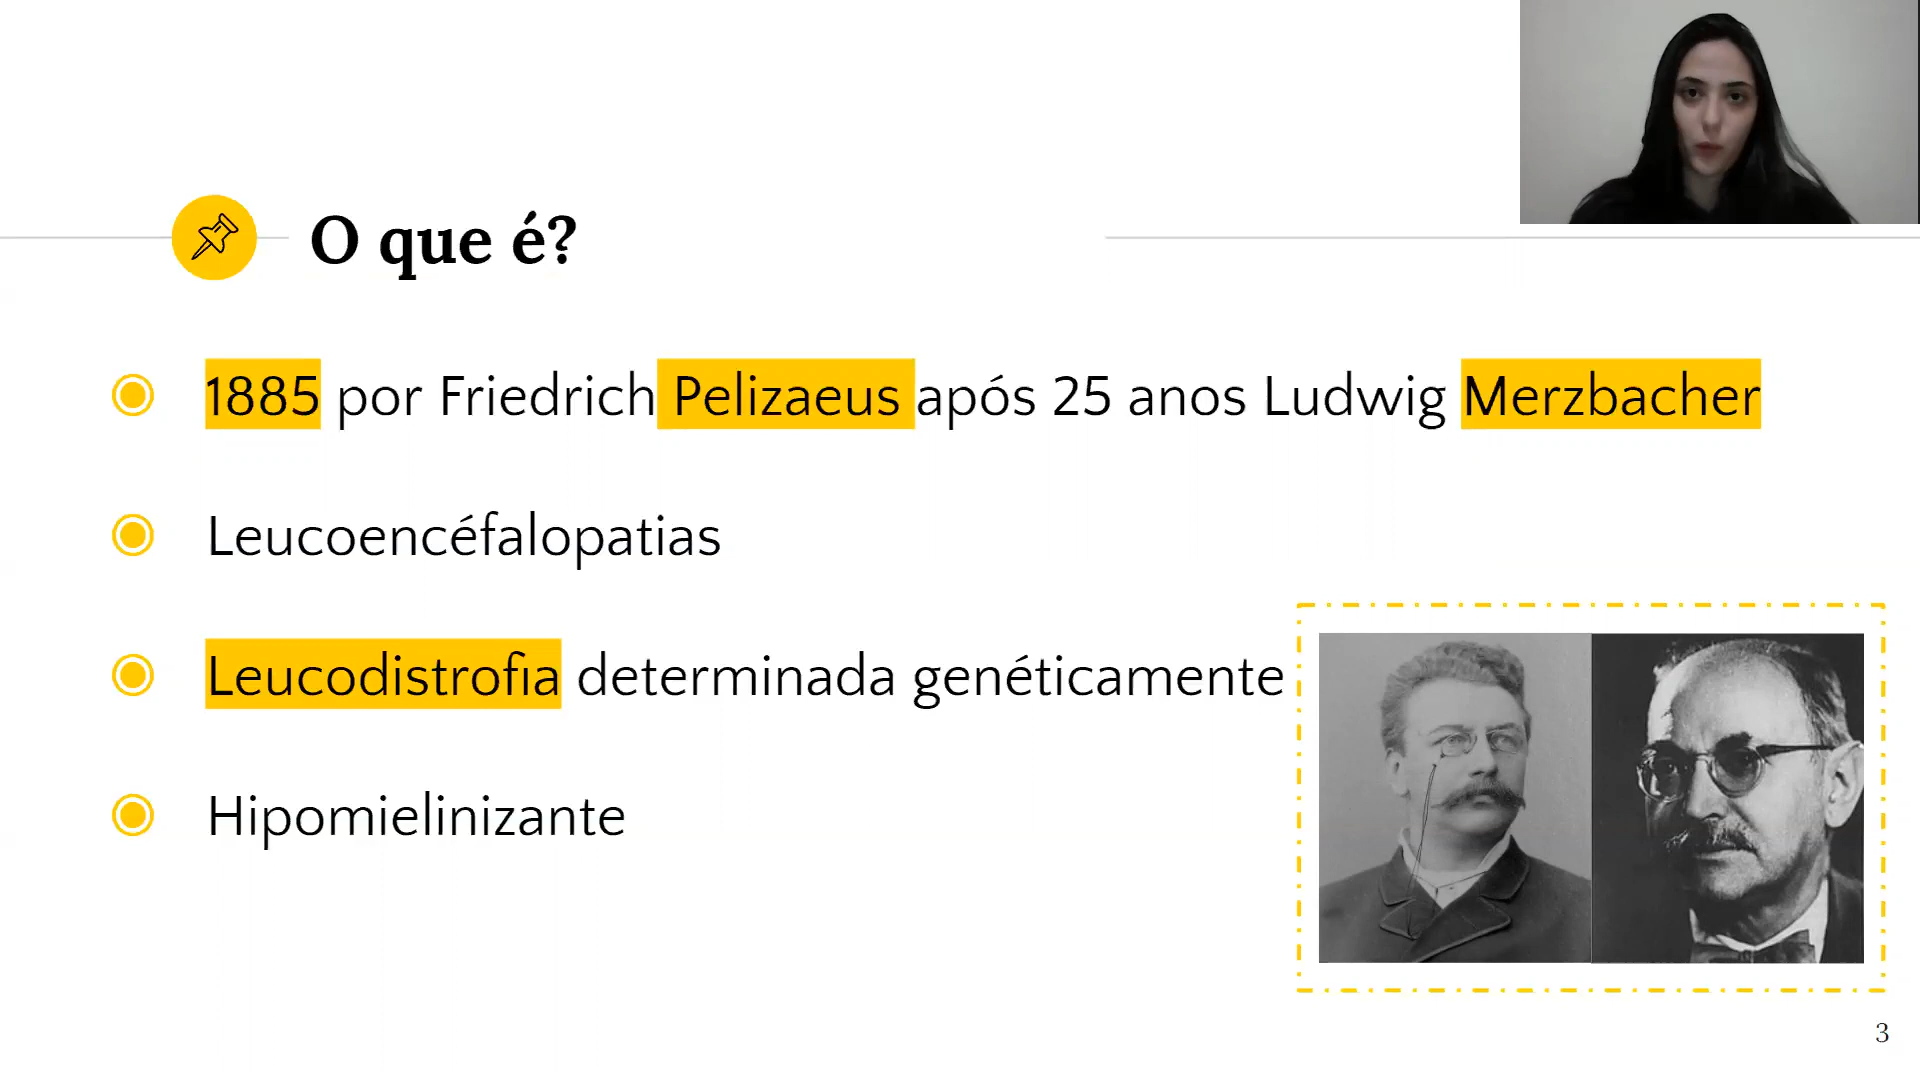 O que é?
1885 por Friedrich Pelizaeus após 25 anos Ludwig Merzbacher
Leucoencéfalopatias
Leucodistrofia determinada genéticamente
Hipomielinizante
3